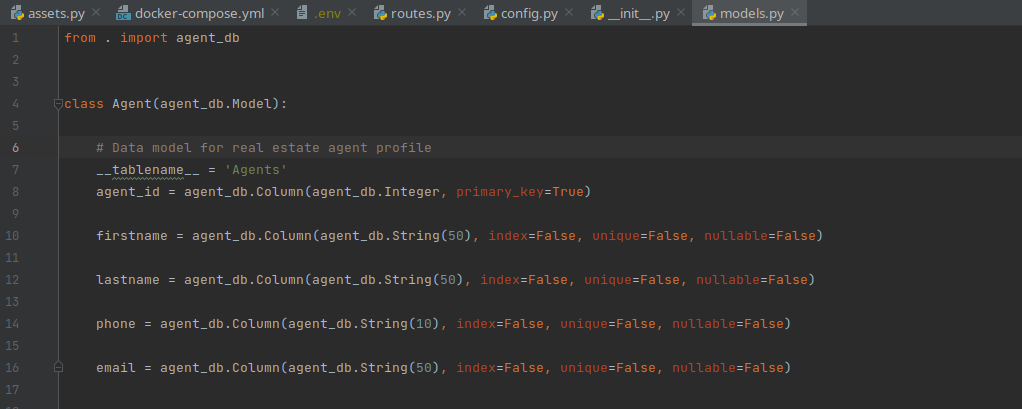 assets.py docker-compose.yml .env routes.py config.py __init__.py models.py
1 from . import agent_db
2
3
4 class Agent(agent_db.Model):
5
6 # Data model for real estate agent profile
7 __tablename__ = 'Agents'
8 agent_id = agent_db.Column(agent_db.Integer, primary_key=True)
9
10 firstname = agent_db.Column(agent_db.String(50), index=False, unique=False, nullable=False)
11
12 lastname = agent_db.Column(agent_db.String(50), index=False, unique=False, nullable=False)
13
14 phone = agent_db.Column(agent_db.String(10), index=False, unique=False, nullable=False)
15
16 email = agent_db.Column(agent_db.String(50), index=False, unique=False, nullable=False)
17